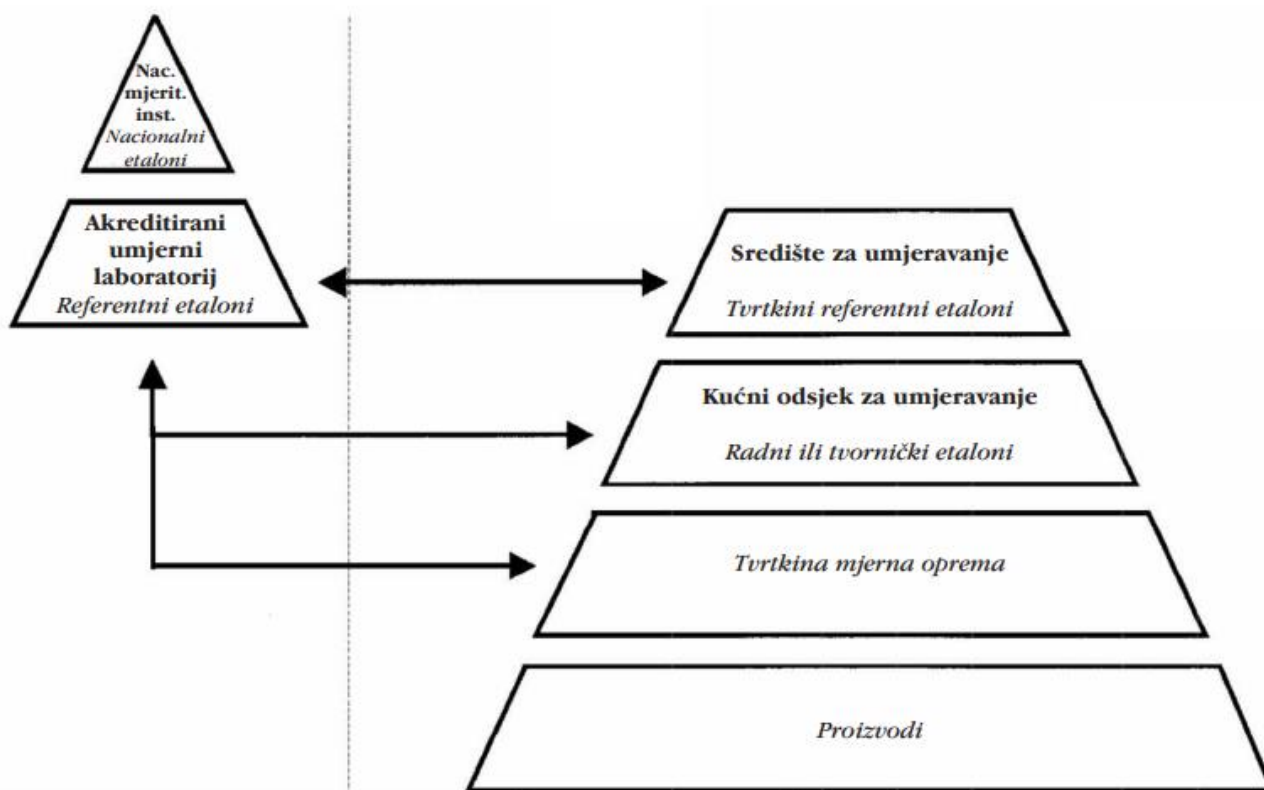 Nac.
mjerit.
inst.
Nacionalni
etaloni
Akreditirani
umjerni
laboratorij
Referentni etaloni
Središte za umjeravanje
Tvrtkini referentni etaloni
Kućni odsjek za umjeravanje
Radni ili tvornički etaloni
Tvrtkina mjerna oprema
Proizvodi